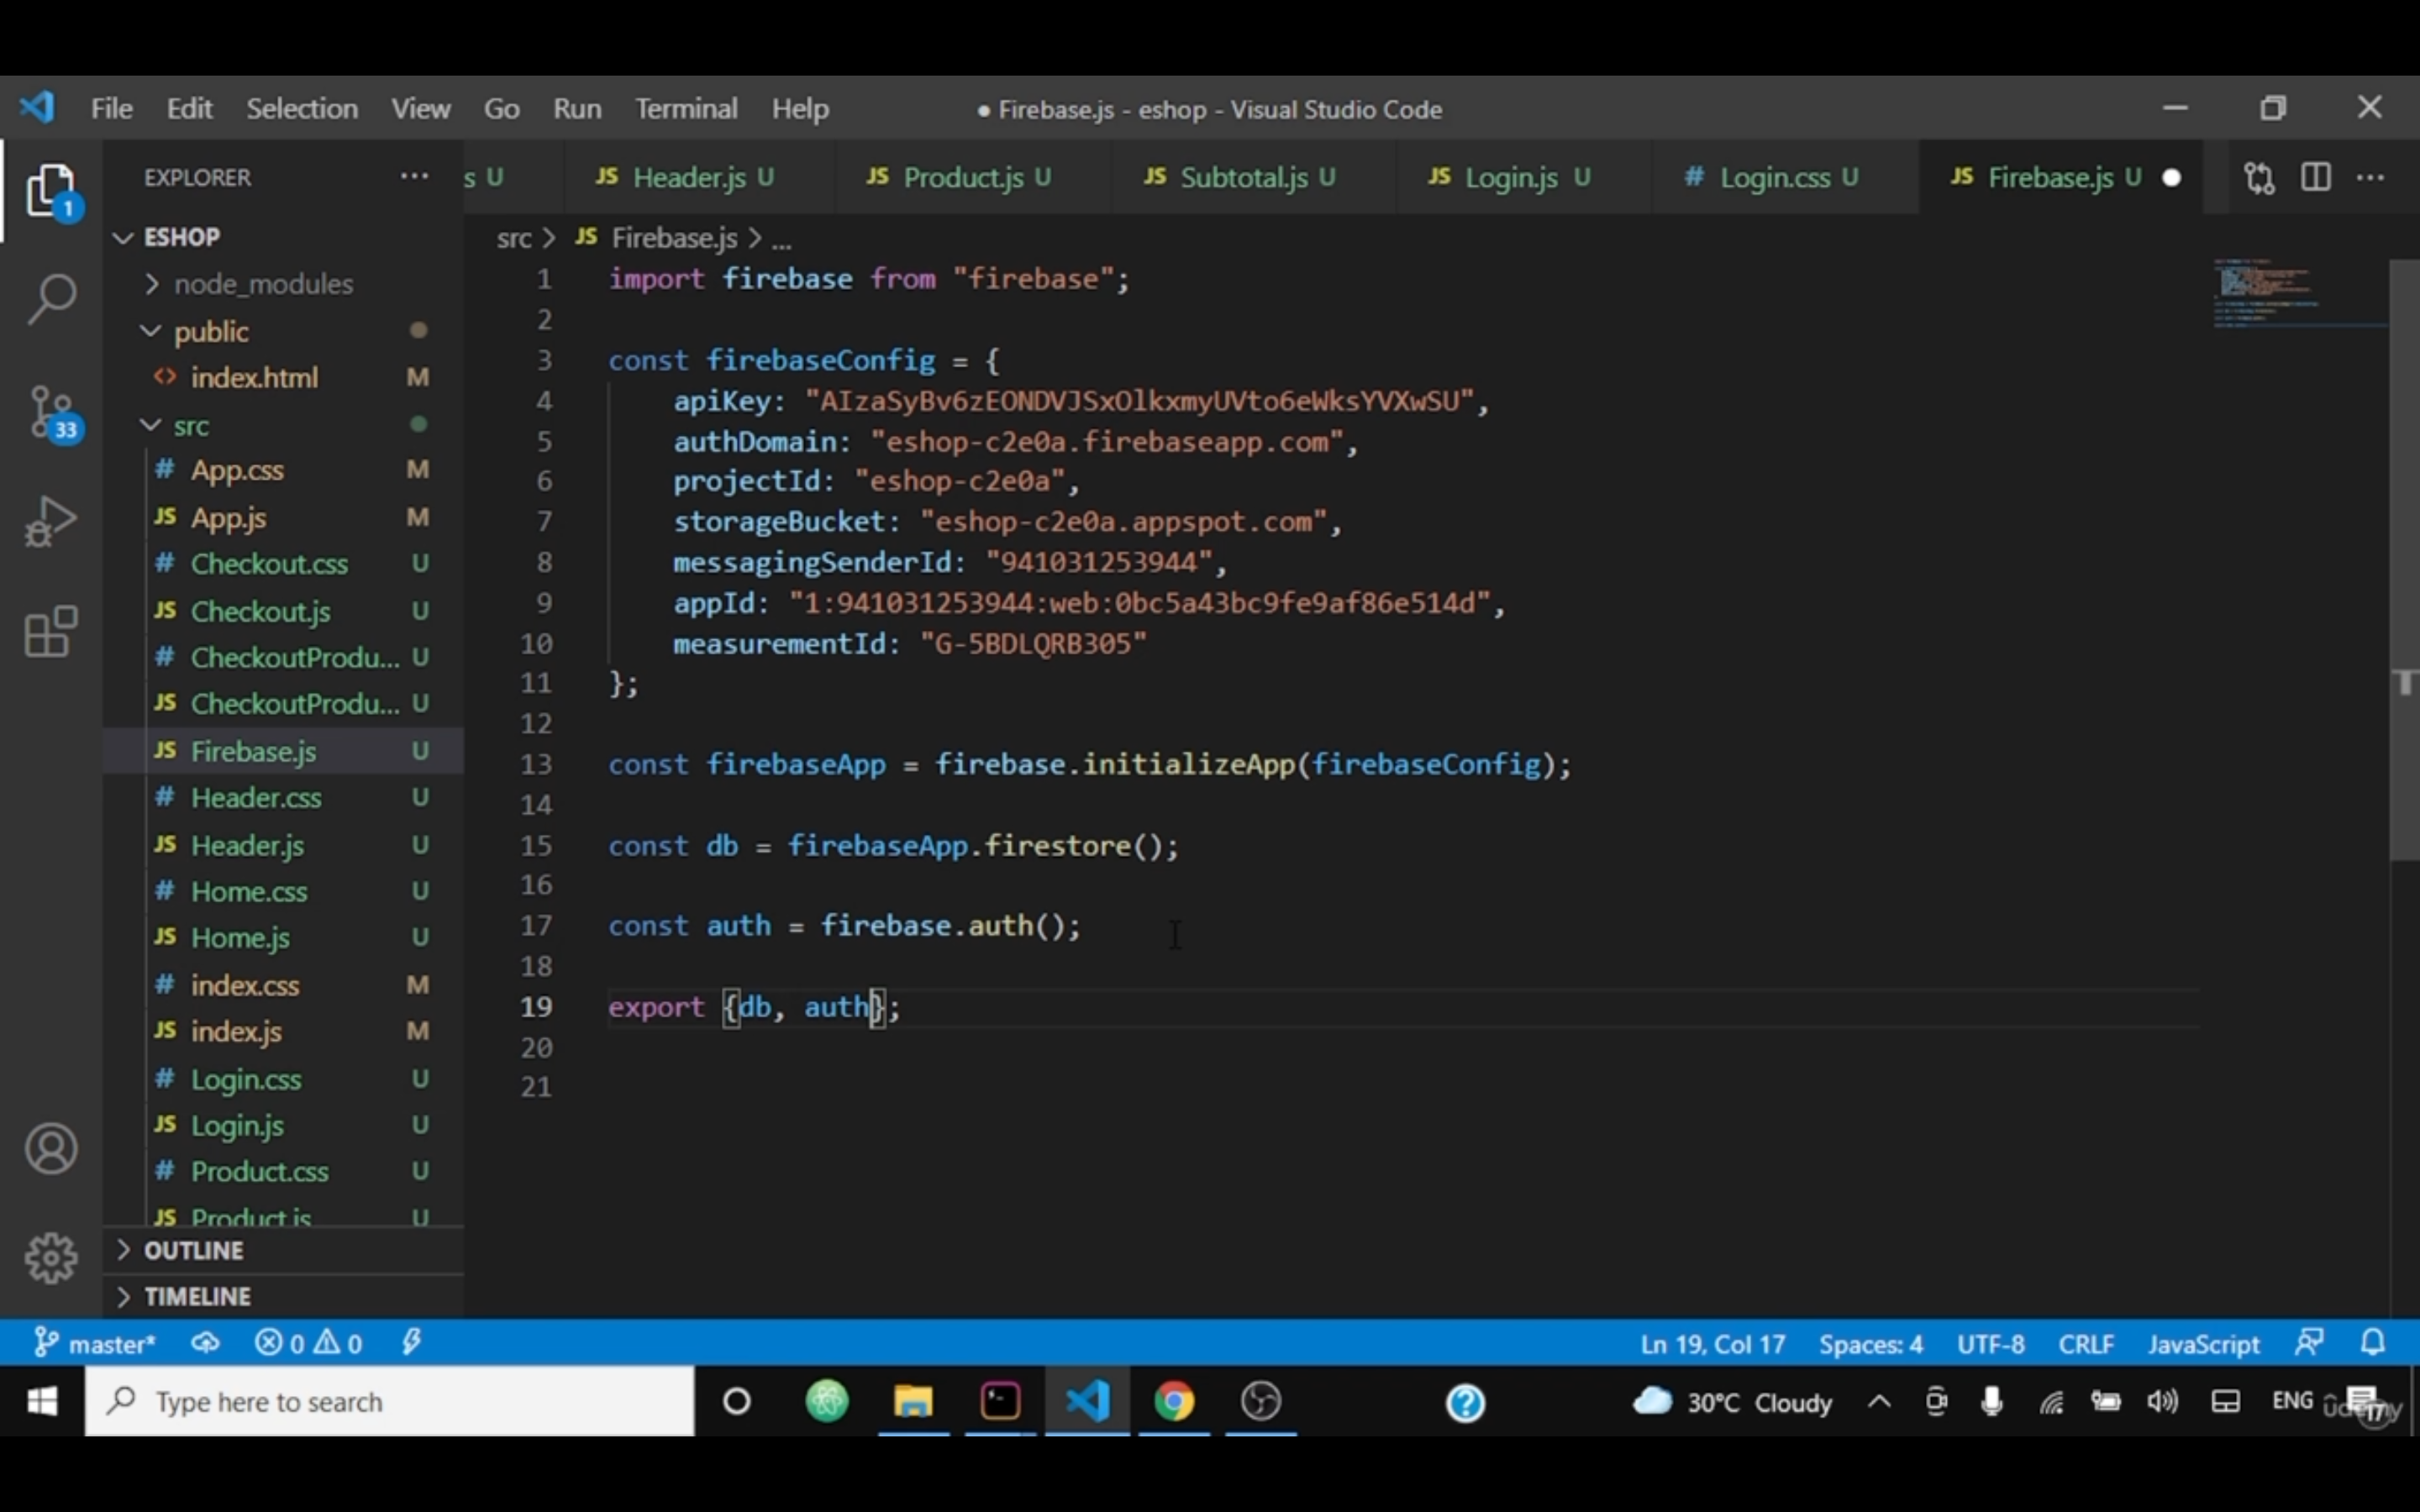 File Edit Selection View Go Run Terminal Help ● Firebase.js - eshop - Visual Studio Code
EXPLORER ...
s U JS Header.js U JS Product.js U JS Subtotal.js U JS Login.js U # Login.css U JS Firebase.js U ● ...
1
ESHOP
src > JS Firebase.js > ...
node_modules
public
<> index.html M
src
33
# App.css M
JS App.js M
# Checkout.css U
JS Checkout.js U
# CheckoutProdu... U
JS CheckoutProdu... U
JS Firebase.js U
# Header.css U
JS Header.js U
# Home.css U
JS Home.js U
# index.css M
JS index.js M
# Login.css U
JS Login.js U
# Product.css U
JS Product.js U
OUTLINE
TIMELINE
1 import firebase from "firebase";
2
3 const firebaseConfig = {
4 apiKey: "AIzaSyBv6zEONDVJSxOlkxmyUVto6eWksYVXwSU",
5 authDomain: "eshop-c2e0a.firebaseapp.com",
6 projectId: "eshop-c2e0a",
7 storageBucket: "eshop-c2e0a.appspot.com",
8 messagingSenderId: "941031253944",
9 appId: "1:941031253944:web:0bc5a43bc9fe9af86e514d",
10 measurementId: "G-5BDLQRB305"
11 };
12
13 const firebaseApp = firebase.initializeApp(firebaseConfig);
14
15 const db = firebaseApp.firestore();
16
17 const auth = firebase.auth();
18
19 export {db, auth};
20
21
master* 0 0 Ln 19, Col 17 Spaces: 4 UTF-8 CRLF JavaScript
Type here to search 30°C Cloudy ENG 17
udemy